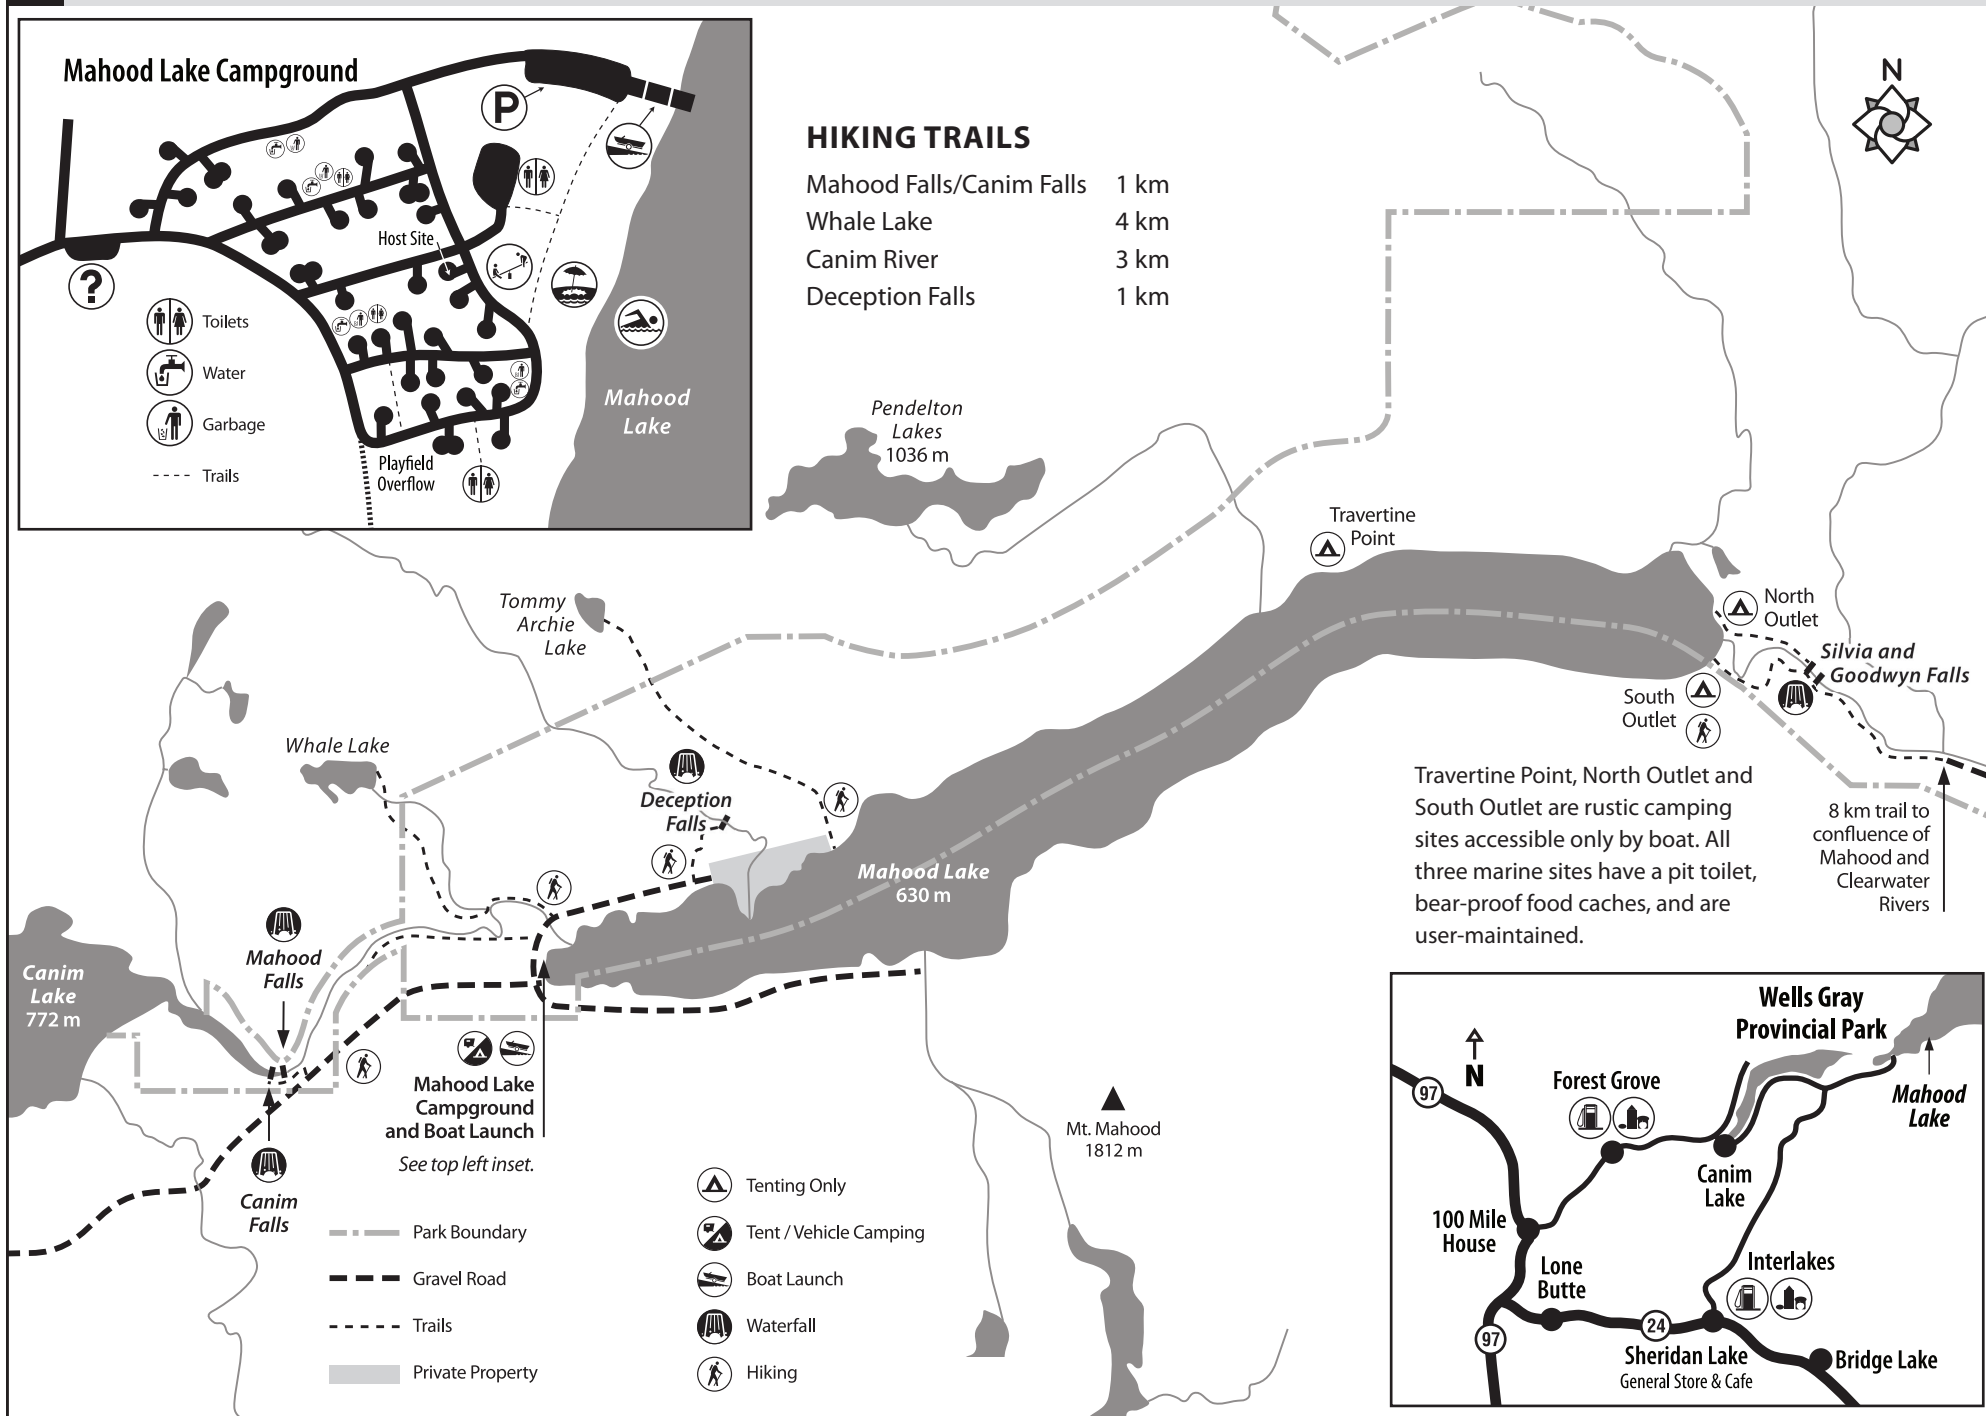 Mahood Lake Campground
P
Host Site
?
Toilets
Water
Garbage
Trails
Mahood
Lake
Playfield
Overflow
HIKING TRAILS
Mahood Falls/Canim Falls 1 km
Whale Lake 4 km
Canim River 3 km
Deception Falls 1 km
N
Pendelton
Lakes
1036 m
Travertine
Point
Tommy
Archie
Lake
North
Outlet
Silvia and
Goodwyn Falls
South
Outlet
Whale Lake
Deception
Falls
Travertine Point, North Outlet and
South Outlet are rustic camping
sites accessible only by boat. All
three marine sites have a pit toilet,
bear-proof food caches, and are
user-maintained.
8 km trail to
confluence of
Mahood and
Clearwater
Rivers
Mahood Lake
630 m
Mahood
Falls
Canim
Lake
772 m
Mahood Lake
Campground
and Boat Launch
See top left inset.
Mt. Mahood
1812 m
Canim
Falls
Park Boundary
Gravel Road
Trails
Private Property
Tenting Only
Tent / Vehicle Camping
Boat Launch
Waterfall
Hiking
Wells Gray
Provincial Park
N
97
Forest Grove
Mahood
Lake
Canim
Lake
100 Mile
House
Lone
Butte
Interlakes
24
97
Sheridan Lake
General Store & Cafe
Bridge Lake